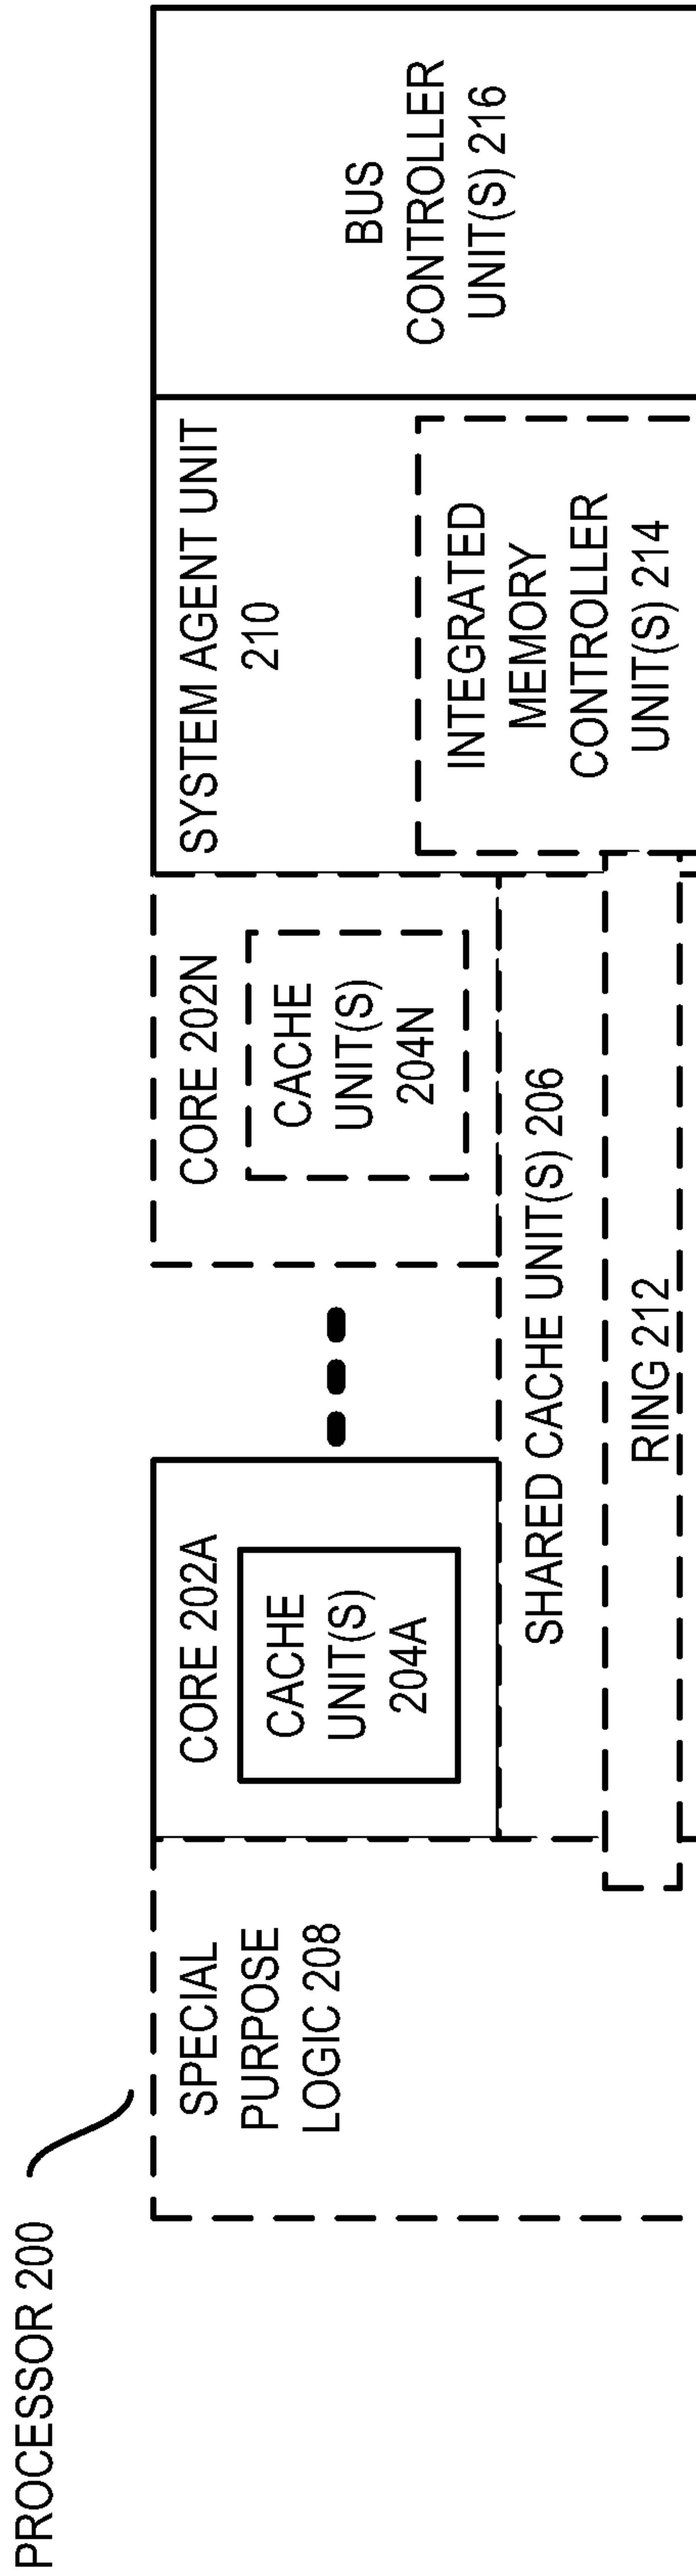 PROCESSOR 200
SPECIAL
PURPOSE
LOGIC 208
CORE 202A
CACHE
UNIT(S)
204A
CORE 202N
CACHE
UNIT(S)
204N
SHARED CACHE UNIT(S) 206
RING 212
SYSTEM AGENT UNIT
210
INTEGRATED
MEMORY
CONTROLLER
UNIT(S) 214
BUS
CONTROLLER
UNIT(S) 216